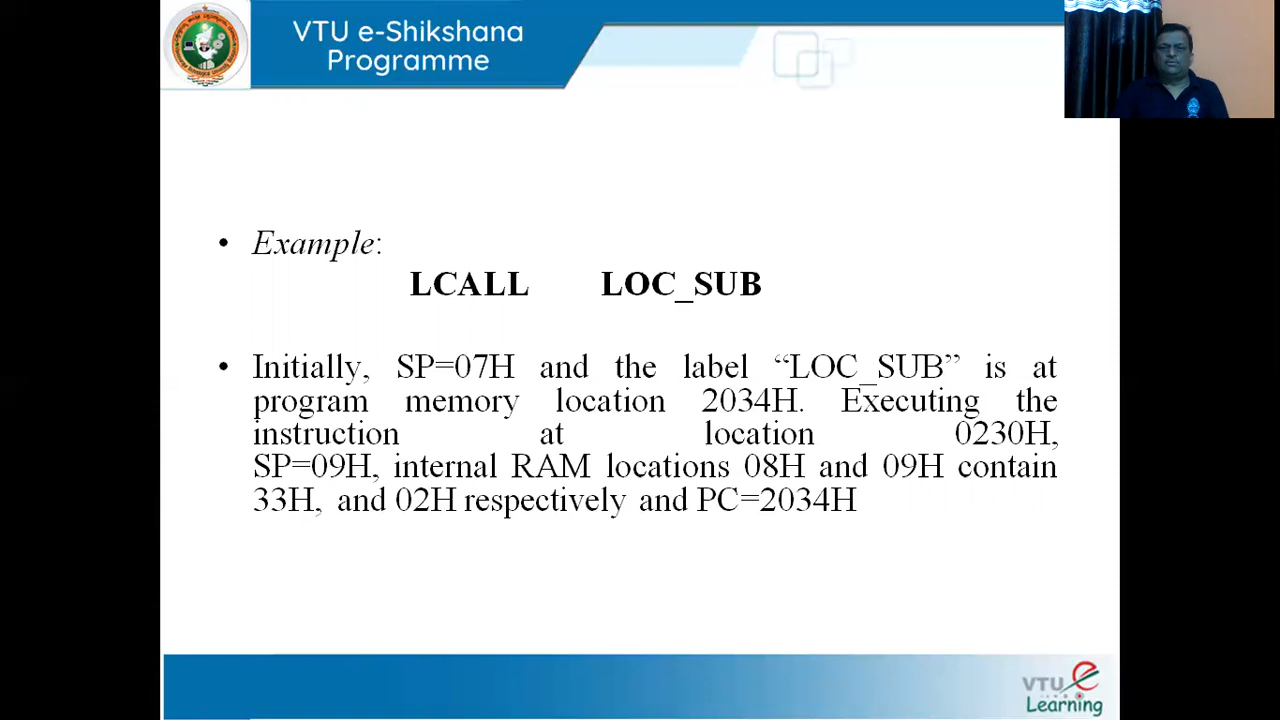 VTU e-Shikshana
Programme
• Example:
LCALL LOC_SUB
• Initially, SP=07H and the label “LOC_SUB” is at
program memory location 2034H. Executing the
instruction at location 0230H,
SP=09H, internal RAM locations 08H and 09H contain
33H, and 02H respectively and PC=2034H
VTU e
Learning